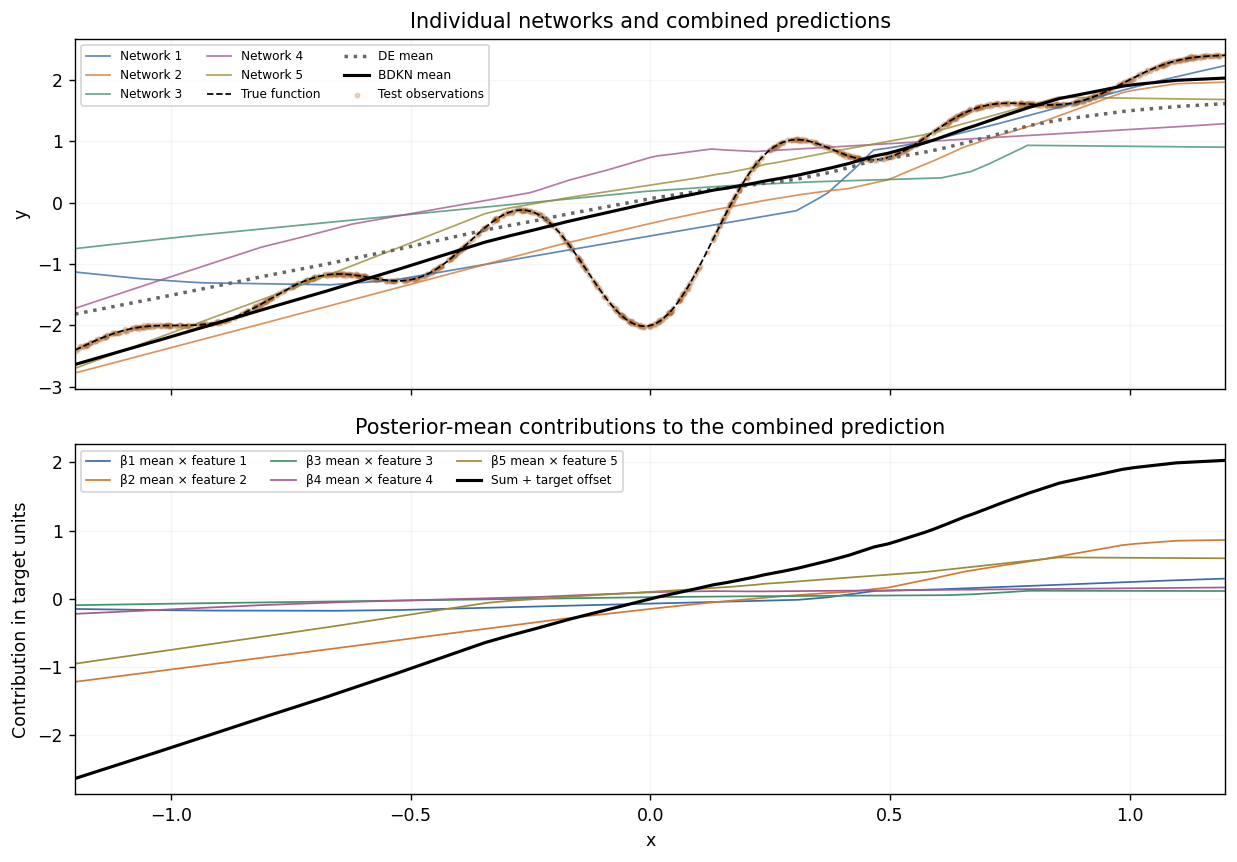 Individual networks and combined predictions
Network 1
Network 2
Network 3
Network 4
Network 5
True function
DE mean
BDKN mean
Test observations
y
2
1
0
−1
−2
−3
Posterior-mean contributions to the combined prediction
β1 mean × feature 1
β2 mean × feature 2
β3 mean × feature 3
β4 mean × feature 4
β5 mean × feature 5
Sum + target offset
Contribution in target units
2
1
0
−1
−2
−1.0
−0.5
0.0
0.5
1.0
x